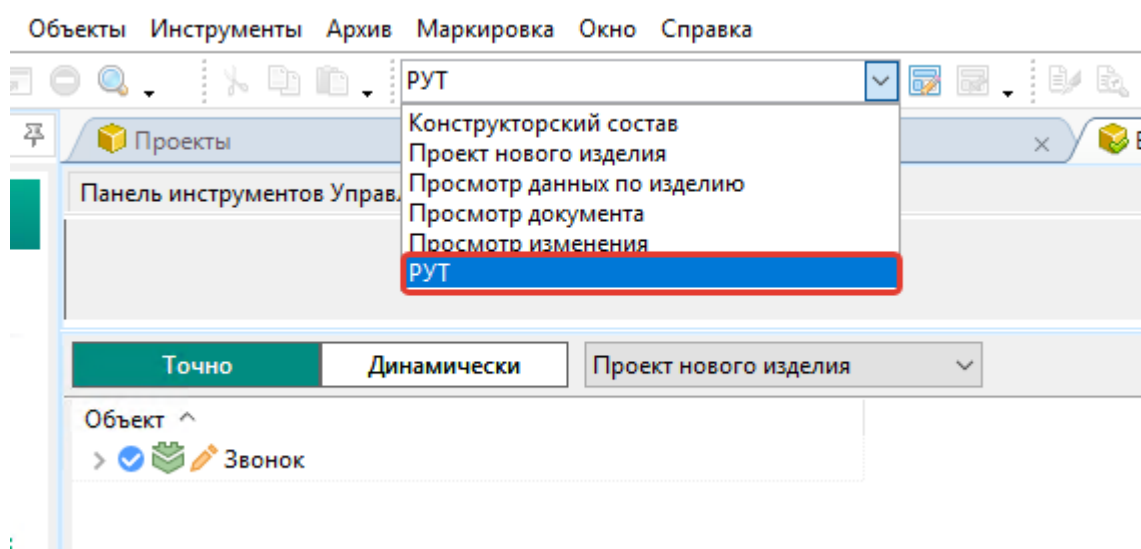 Объекты Инструменты Архив Маркировка Окно Справка
РУТ
Проекты
Панель инструментов
Конструкторский состав
Проект нового изделия
Просмотр данных по изделию
Просмотр документа
Просмотр изменения
РУТ
Точно Динамически Проект нового изделия
Объект
Звонок